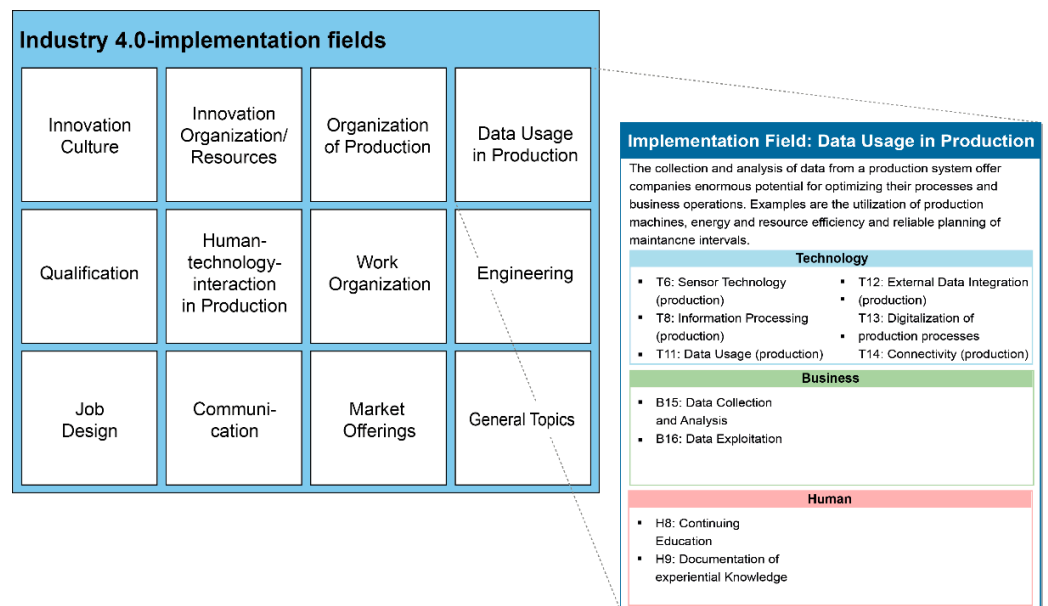 Industry 4.0-implementation fields
Innovation
Culture
Innovation
Organization/
Resources
Organization
of Production
Data Usage
in Production
Qualification
Human-
technology-
interaction
in Production
Work
Organization
Engineering
Job
Design
Communi-
cation
Market
Offerings
General Topics
Implementation Field: Data Usage in Production
The collection and analysis of data from a production system offer
companies enormous potential for optimizing their processes and
business operations. Examples are the utilization of production
machines, energy and resource efficiency and reliable planning of
maintancne intervals.
Technology
▪ T6: Sensor Technology
(production)
▪ T8: Information Processing
(production)
▪ T11: Data Usage (production)
▪ T12: External Data Integration
▪ (production)
T13: Digitalization of
▪ production processes
T14: Connectivity (production)
Business
▪ B15: Data Collection
and Analysis
▪ B16: Data Exploitation
Human
▪ H8: Continuing
Education
▪ H9: Documentation of
experiential Knowledge